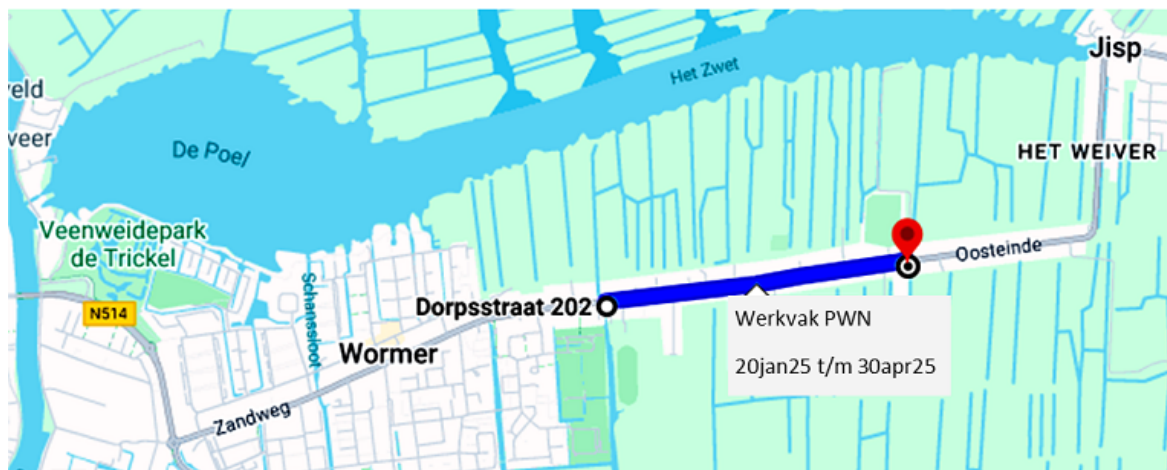 Jisp
Het Zwet
veld
veer
De Poel
HET WEIVER
Veenweidepark
de Trickel
Oosteinde
Schanssloot
Dorpsstraat 202
N514
Werkvak PWN
Wormer
20jan25 t/m 30apr25
Zandweg